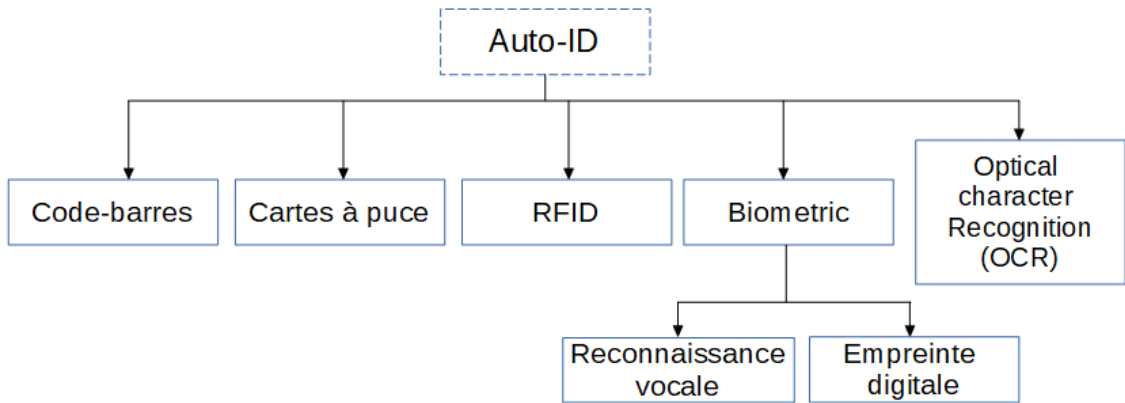 Auto-ID
Code-barres
Cartes à puce
RFID
Biometric
Optical
character
Recognition
(OCR)
Reconnaissance
vocale
Empreinte
digitale